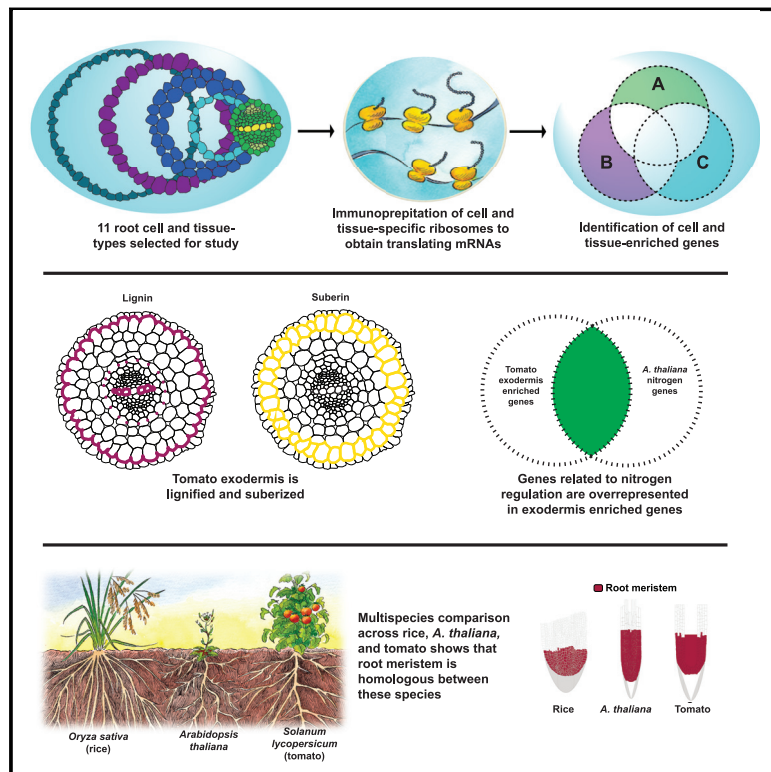 A
B
C
11 root cell and tissue-
types selected for study
Immunoprepitation of cell and
tissue-specific ribosomes to
obtain translating mRNAs
Identification of cell and
tissue-enriched genes
Lignin
Suberin
Tomato
exodermis
enriched
genes
A. thaliana
nitrogen
genes
Tomato exodermis is
lignified and suberized
Genes related to nitrogen
regulation are overrepresented
in exodermis enriched genes
Oryza sativa
(rice)
Arabidopsis
thaliana
Solanum
lycopersicum
(tomato)
Multispecies comparison
across rice, A. thaliana,
and tomato shows that
root meristem is
homologous between
these species
Root meristem
Rice
A. thaliana
Tomato